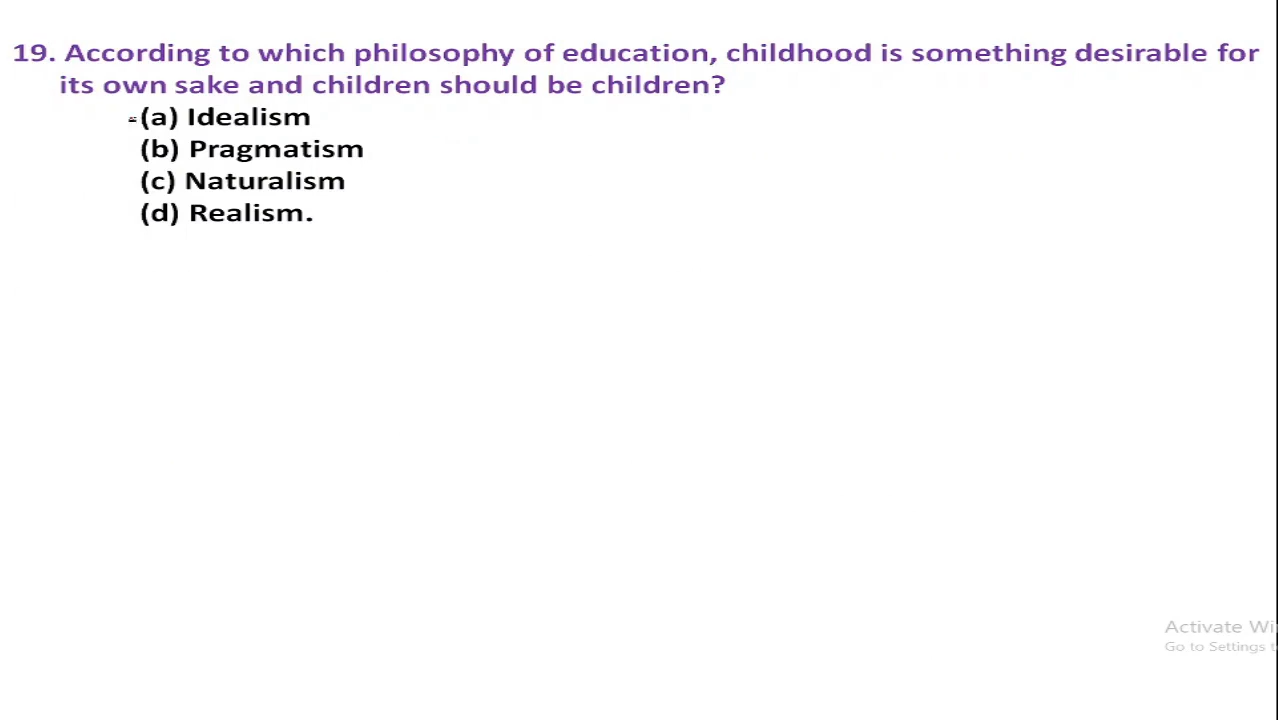 19. According to which philosophy of education, childhood is something desirable for
its own sake and children should be children?
(a) Idealism
(b) Pragmatism
(c) Naturalism
(d) Realism.
Activate Wi
Go to Settings t